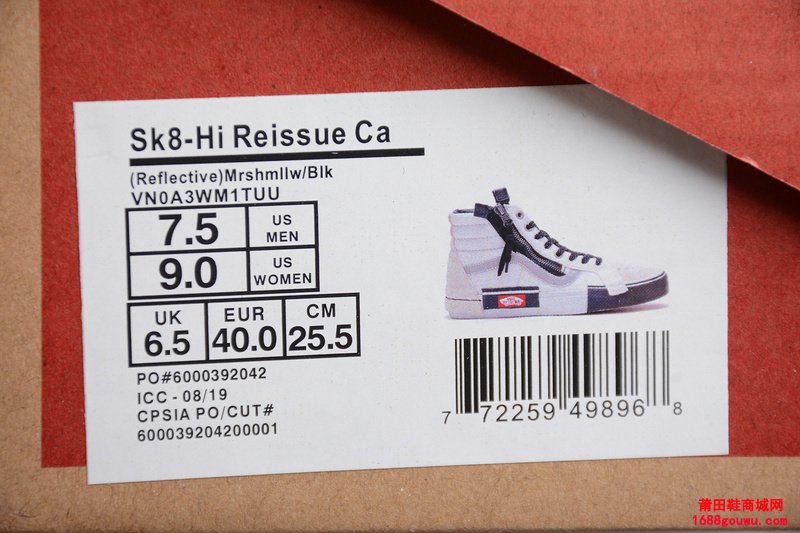 Sk8-Hi Reissue Ca
(Reflective)Mrshmllw/Blk
VN0A3WM1TUU
7.5 US MEN
9.0 US WOMEN
UK EUR CM
6.5 40.0 25.5
PO#6000392042
ICC - 08/19
CPSIA PO/CUT#
600039204200001
7 72259 49896 8
莆田鞋商城网
1688gouwu.com